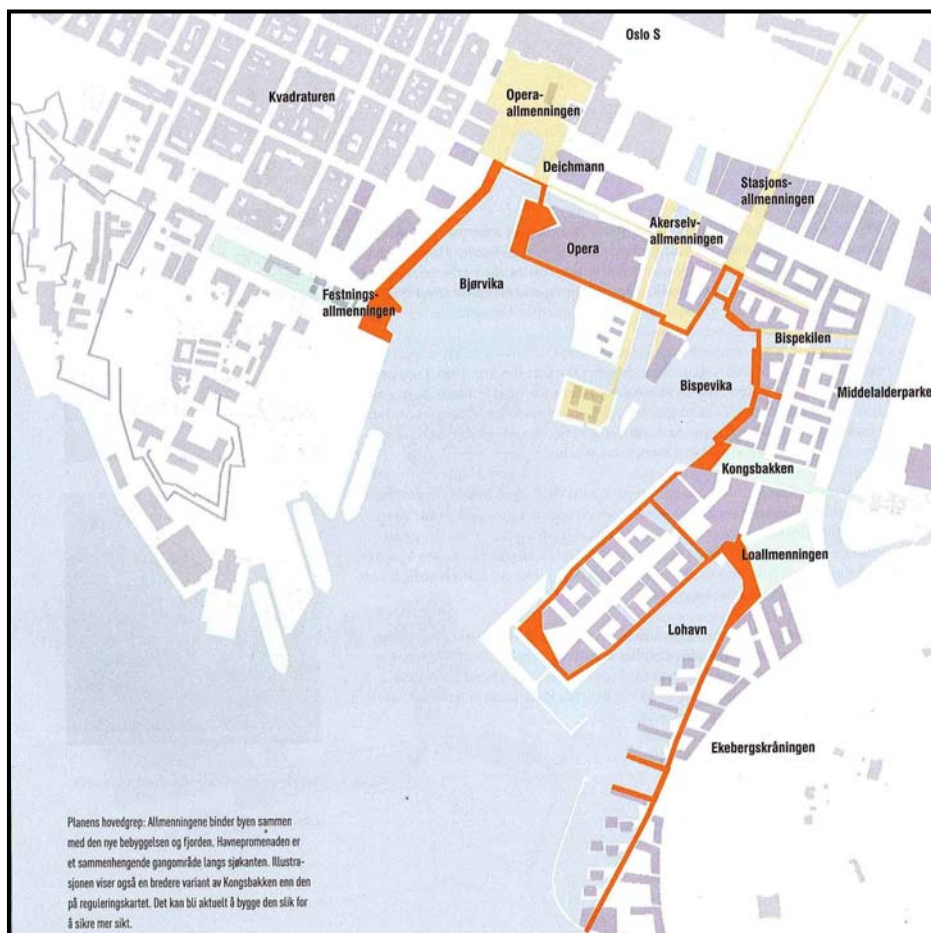 Oslo S
Kvadraturen
Opera-
allmenningen
Deichmann
Stasjons-
allmenningen
Akerselv-
allmenningen
Opera
Bjørvika
Festnings-
allmenningen
Bispekilen
Bispevika
Middelalderparke
Kongsbakken
Loallmenningen
Lohavn
Ekebergskråningen
Planens hovedgrep: Allmenningene binder byen sammen
med den nye bebyggelsen og fjorden. Havnepromenaden er
et sammenhengende gangområde langs sjøkanten. Illustra-
sjonen viser også en bredere variant av Kongsbakken enn den
på reguleringskartet. Det kan bli aktuelt å bygge den slik for
å sikre mer sikt.